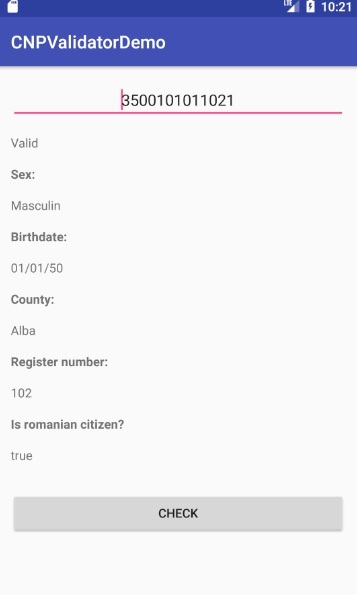 LTE 10:21
CNPValidatorDemo
3500101011021
Valid
Sex:
Masculin
Birthdate:
01/01/50
County:
Alba
Register number:
102
Is romanian citizen?
true
CHECK